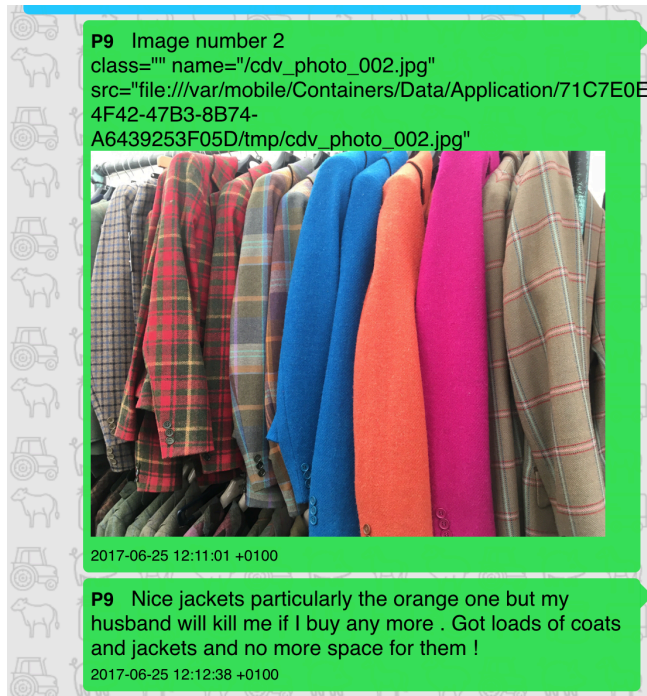 P9 Image number 2
class="" name="/cdv_photo_002.jpg"
src="file:///var/mobile/Containers/Data/Application/71C7E0E
4F42-47B3-8B74-
A6439253F05D/tmp/cdv_photo_002.jpg"
2017-06-25 12:11:01 +0100
P9 Nice jackets particularly the orange one but my
husband will kill me if I buy any more . Got loads of coats
and jackets and no more space for them !
2017-06-25 12:12:38 +0100